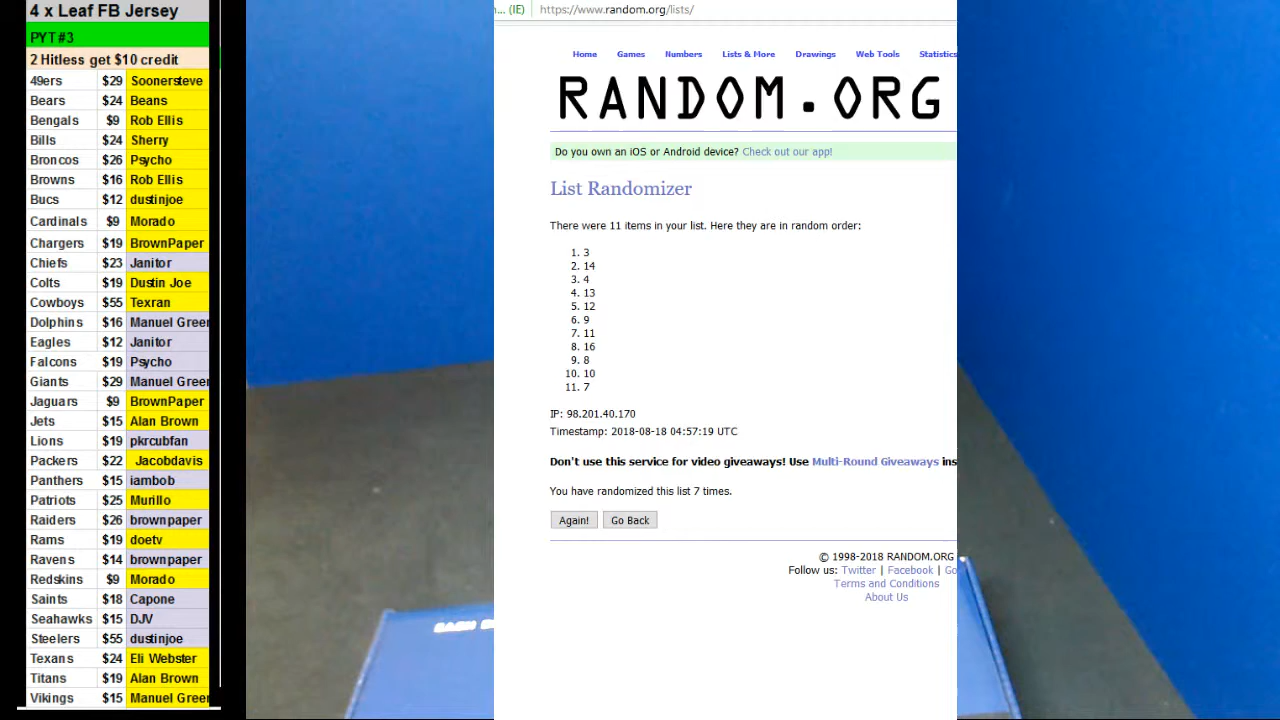 4 x Leaf FB Jersey
PYT #3
2 Hitless get $10 credit
49ers $29 Soonersteve
Bears $24 Beans
Bengals $9 Rob Ellis
Bills $24 Sherry
Broncos $26 Psycho
Browns $16 Rob Ellis
Bucs $12 dustinjoe
Cardinals $9 Morado
Chargers $19 BrownPaper
Chiefs $23 Janitor
Colts $19 Dustin Joe
Cowboys $55 Texran
Dolphins $16 Manuel Green
Eagles $12 Janitor
Falcons $19 Psycho
Giants $29 Manuel Green
Jaguars $9 BrownPaper
Jets $15 Alan Brown
Lions $19 pkrcubfan
Packers $22 Jacobdavis
Panthers $15 iambob
Patriots $25 Murillo
Raiders $26 brownpaper
Rams $19 doetv
Ravens $14 brownpaper
Redskins $9 Morado
Saints $18 Capone
Seahawks $15 DJV
Steelers $55 dustinjoe
Texans $24 Eli Webster
Titans $19 Alan Brown
Vikings $15 Manuel Green
n... (IE) https://www.random.org/lists/
Home Games Numbers Lists & More Drawings Web Tools Statistics
RANDOM.ORG
Do you own an iOS or Android device? Check out our app!
List Randomizer
There were 11 items in your list. Here they are in random order:
1. 3
2. 14
3. 4
4. 13
5. 12
6. 9
7. 11
8. 16
9. 8
10. 10
11. 7
IP: 98.201.40.170
Timestamp: 2018-08-18 04:57:19 UTC
Don't use this service for video giveaways! Use Multi-Round Giveaways ins
You have randomized this list 7 times.
Again! Go Back
© 1998-2018 RANDOM.ORG
Follow us: Twitter | Facebook | Go
Terms and Conditions
About Us